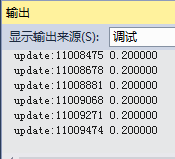 输出
显示输出来源(S): 调试
update:11008475 0.200000
update:11008678 0.200000
update:11008881 0.200000
update:11009068 0.200000
update:11009271 0.200000
update:11009474 0.200000